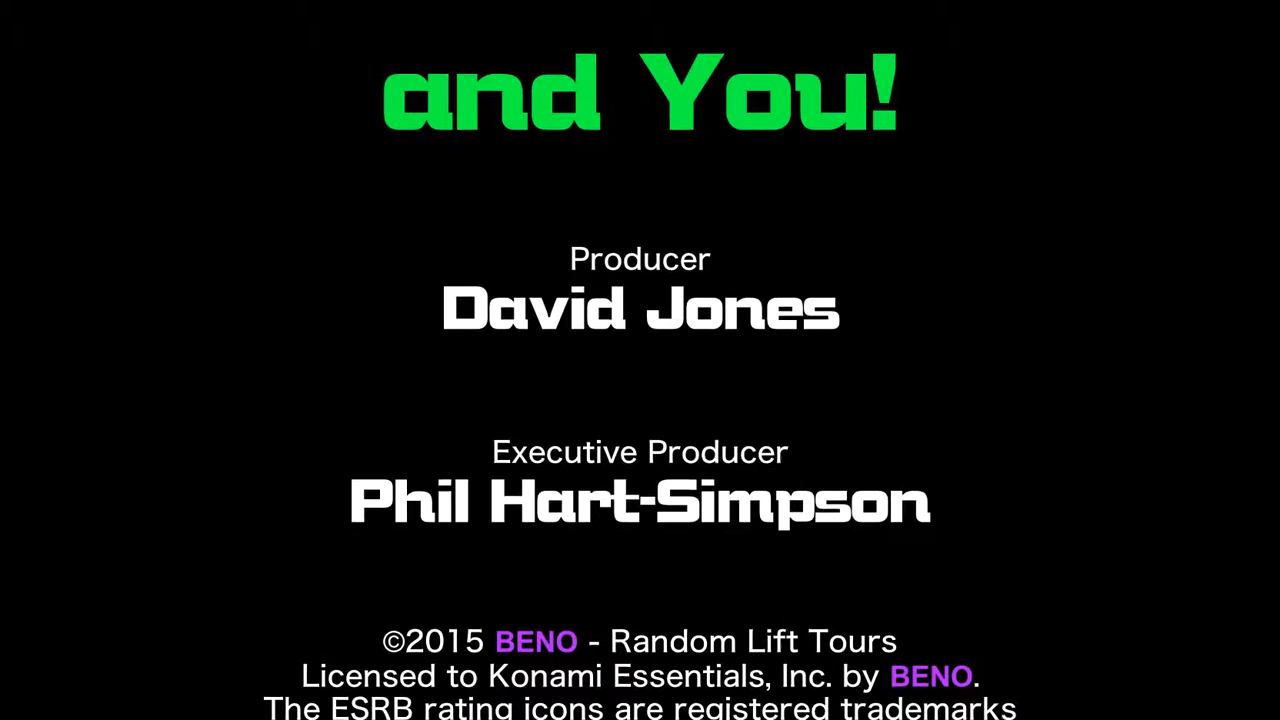 and You!
Producer
David Jones
Executive Producer
Phil Hart-Simpson
©2015 BENO - Random Lift Tours
Licensed to Konami Essentials, Inc. by BENO.
The ESRB rating icons are registered trademarks